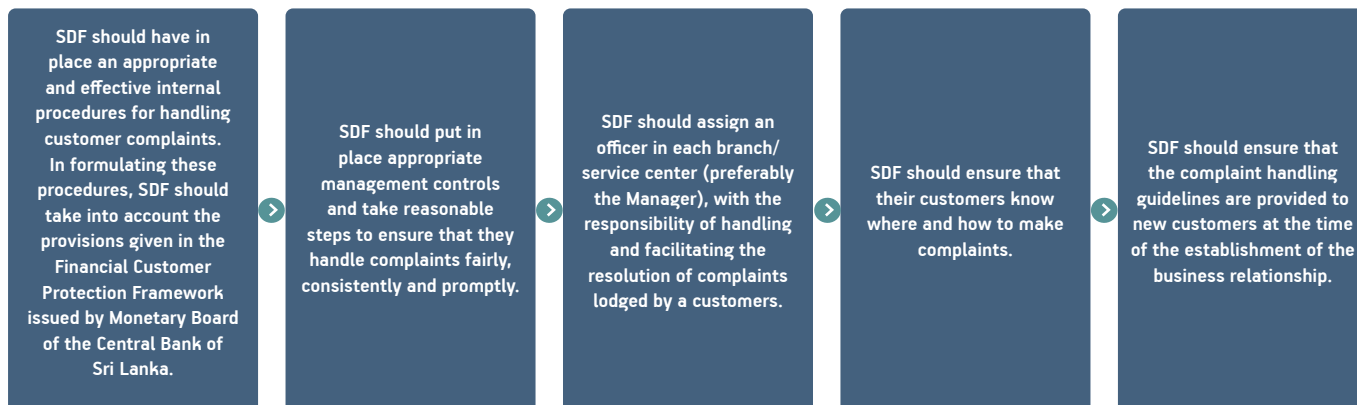 SDF should have in
place an appropriate
and effective internal
procedures for handling
customer complaints.
In formulating these
procedures, SDF should
take into account the
provisions given in the
Financial Customer
Protection Framework
issued by Monetary Board
of the Central Bank of
Sri Lanka.
SDF should put in
place appropriate
management controls
and take reasonable
steps to ensure that they
handle complaints fairly,
consistently and promptly.
SDF should assign an
officer in each branch/
service center (preferably
the Manager), with the
responsibility of handling
and facilitating the
resolution of complaints
lodged by a customers.
SDF should ensure that
their customers know
where and how to make
complaints.
SDF should ensure that
the complaint handling
guidelines are provided to
new customers at the time
of the establishment of the
business relationship.